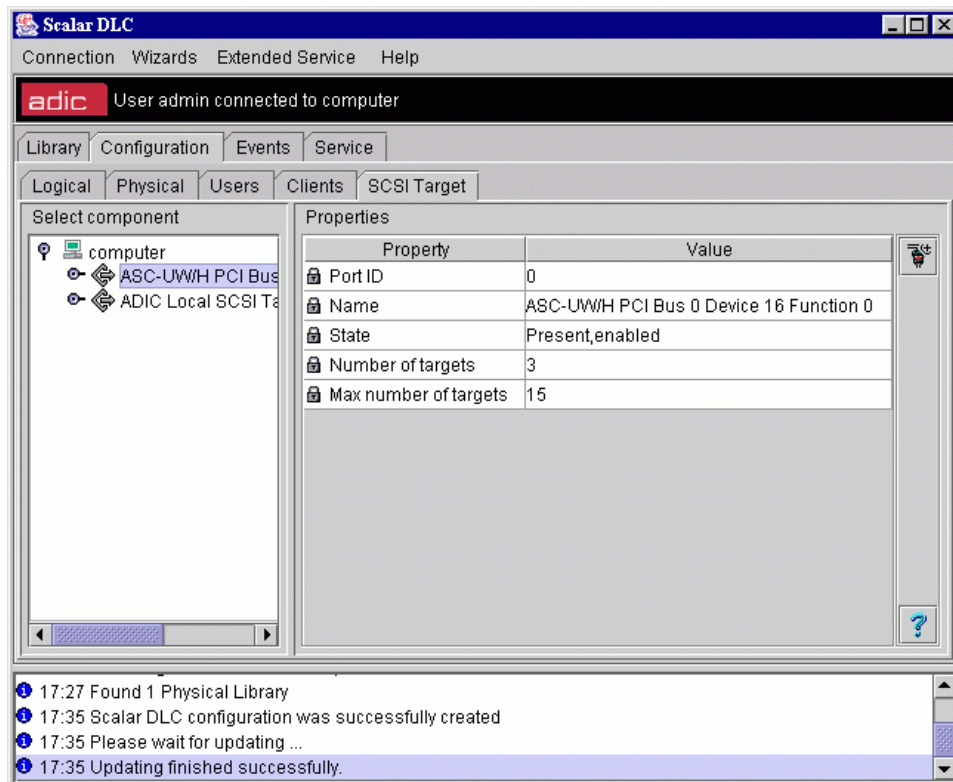 Scalar DLC
Connection Wizards Extended Service Help
adic User admin connected to computer
Library Configuration Events Service
Logical Physical Users Clients SCSI Target
Select component Properties
computer
ASC-UW/H PCI Bus
ADIC Local SCSI Ta
Property Value
Port ID 0
Name ASC-UW/H PCI Bus 0 Device 16 Function 0
State Present,enabled
Number of targets 3
Max number of targets 15
?
17:27 Found 1 Physical Library
17:35 Scalar DLC configuration was successfully created
17:35 Please wait for updating ...
17:35 Updating finished successfully.